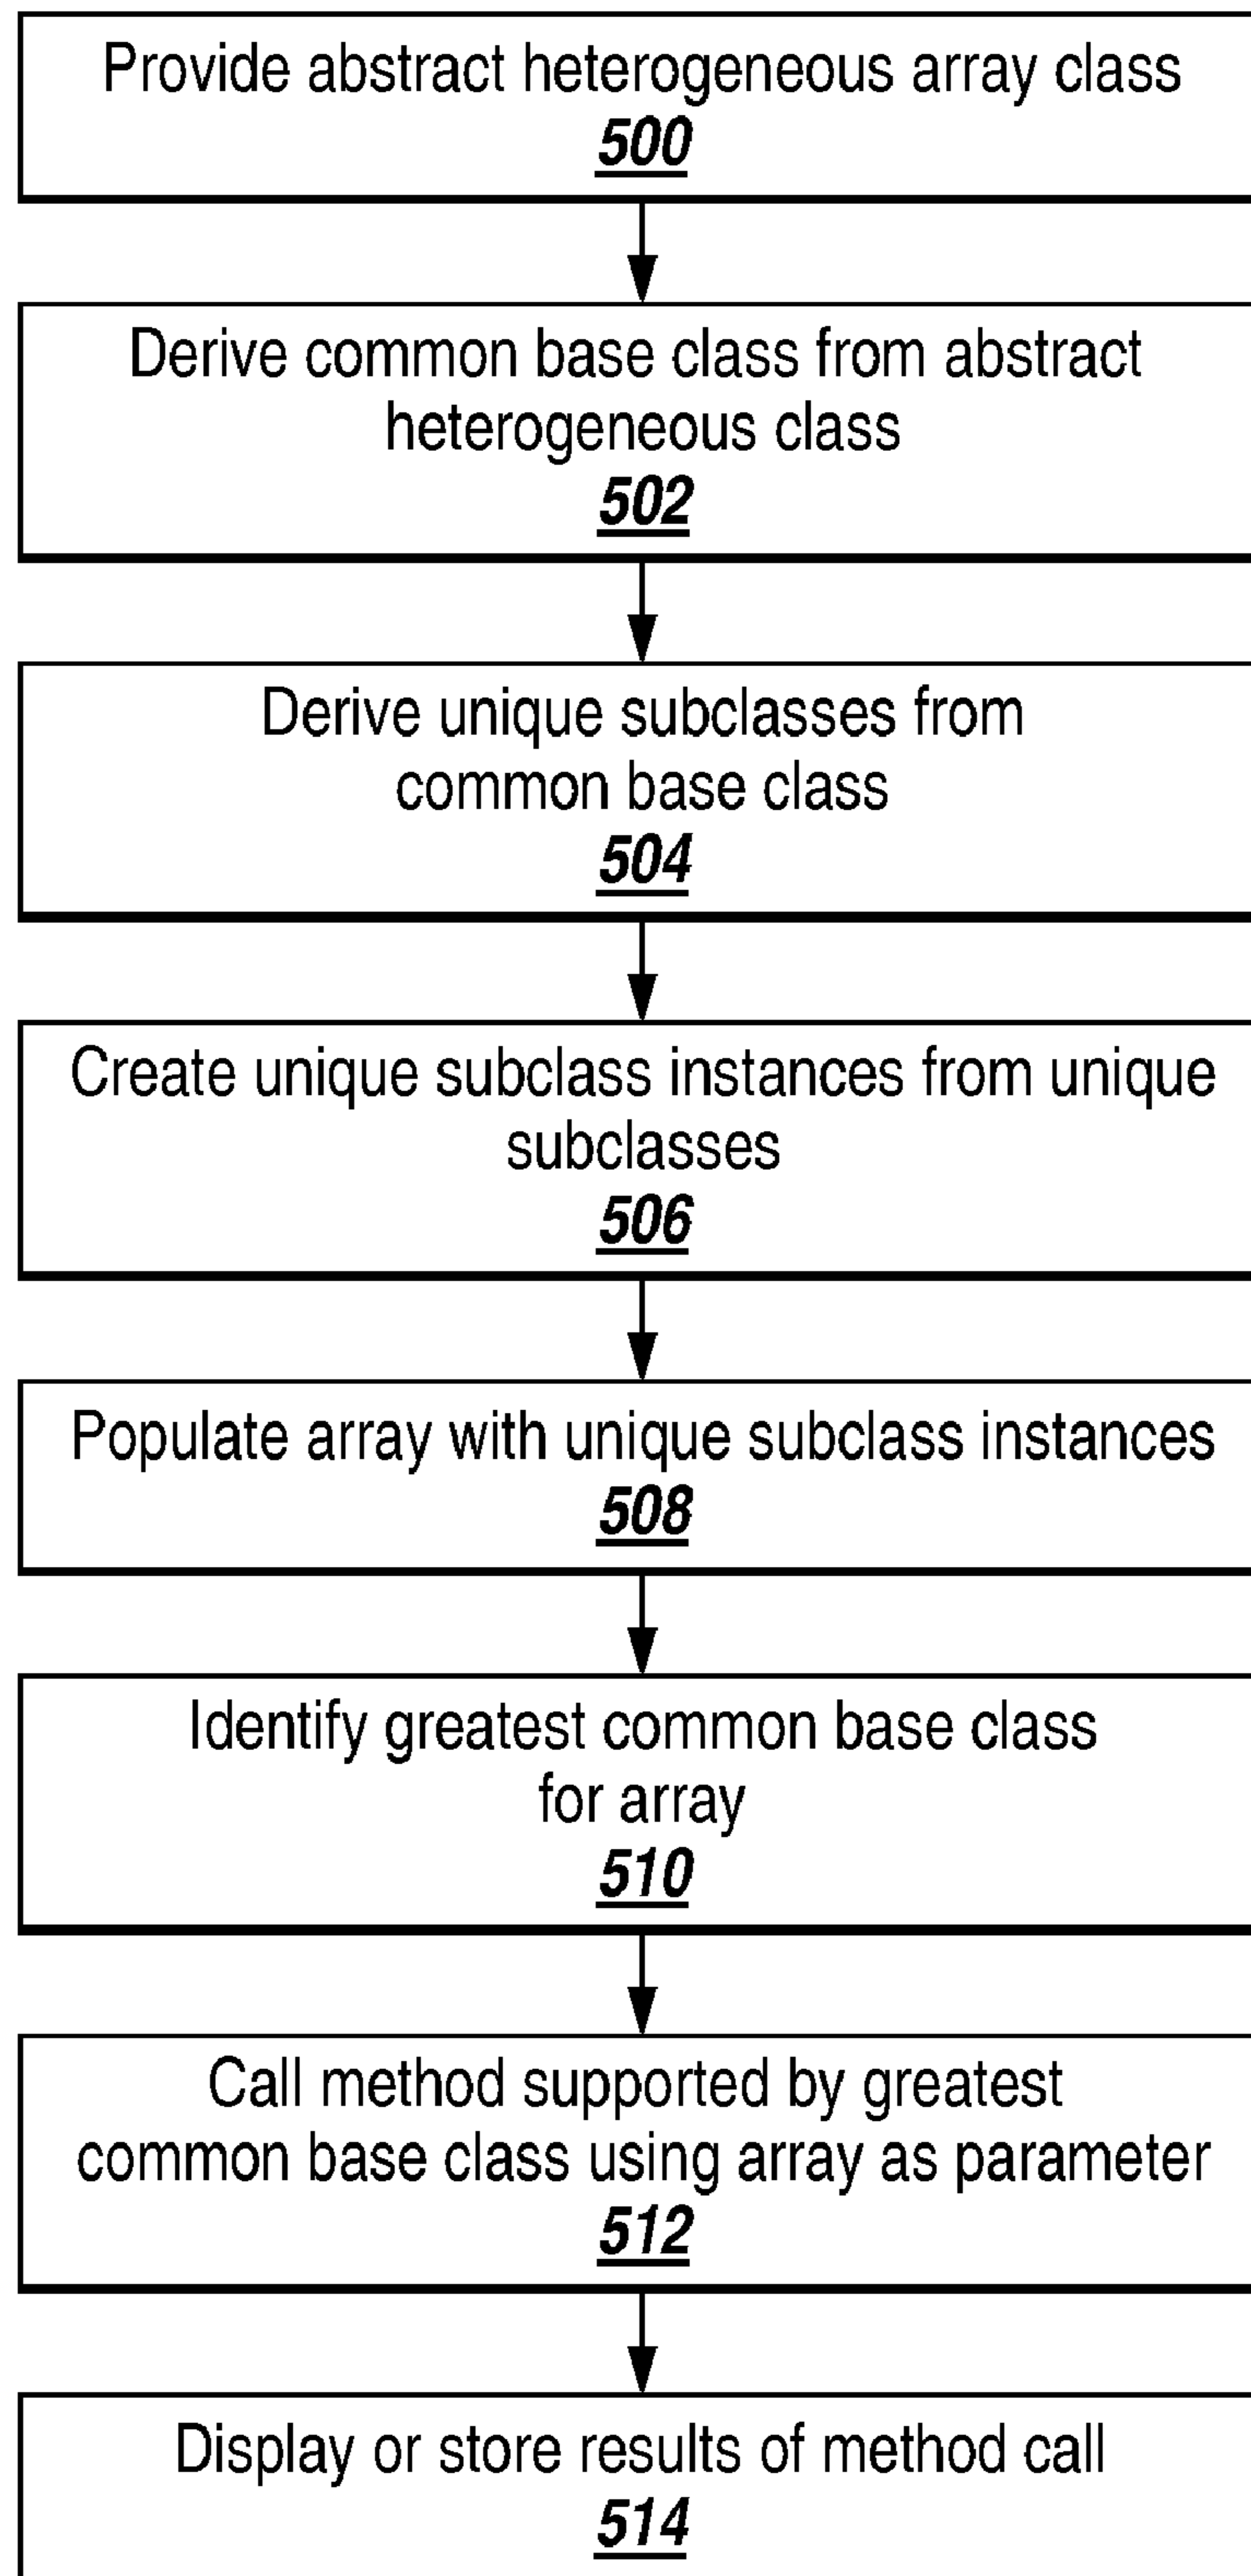 Provide abstract heterogeneous array class
500
Derive common base class from abstract
heterogeneous class
502
Derive unique subclasses from
common base class
504
Create unique subclass instances from unique
subclasses
506
Populate array with unique subclass instances
508
Identify greatest common base class
for array
510
Call method supported by greatest
common base class using array as parameter
512
Display or store results of method call
514